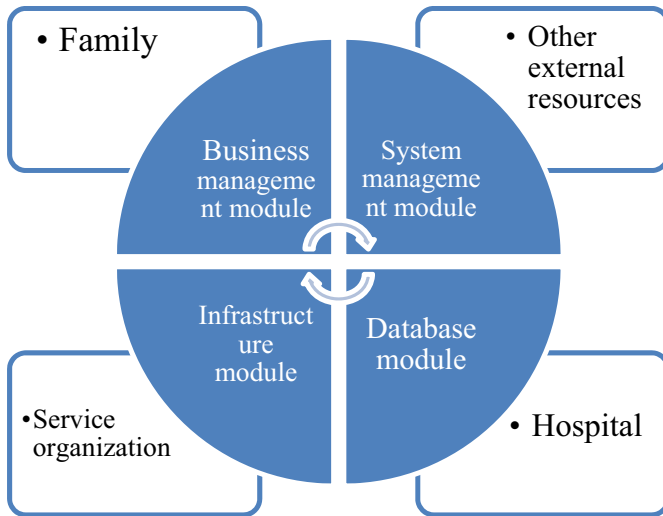 • Family
• Other
external
resources
Business
manageme
nt module
System
manageme
nt module
Infrastruct
ure
module
Database
module
•Service
organization
• Hospital